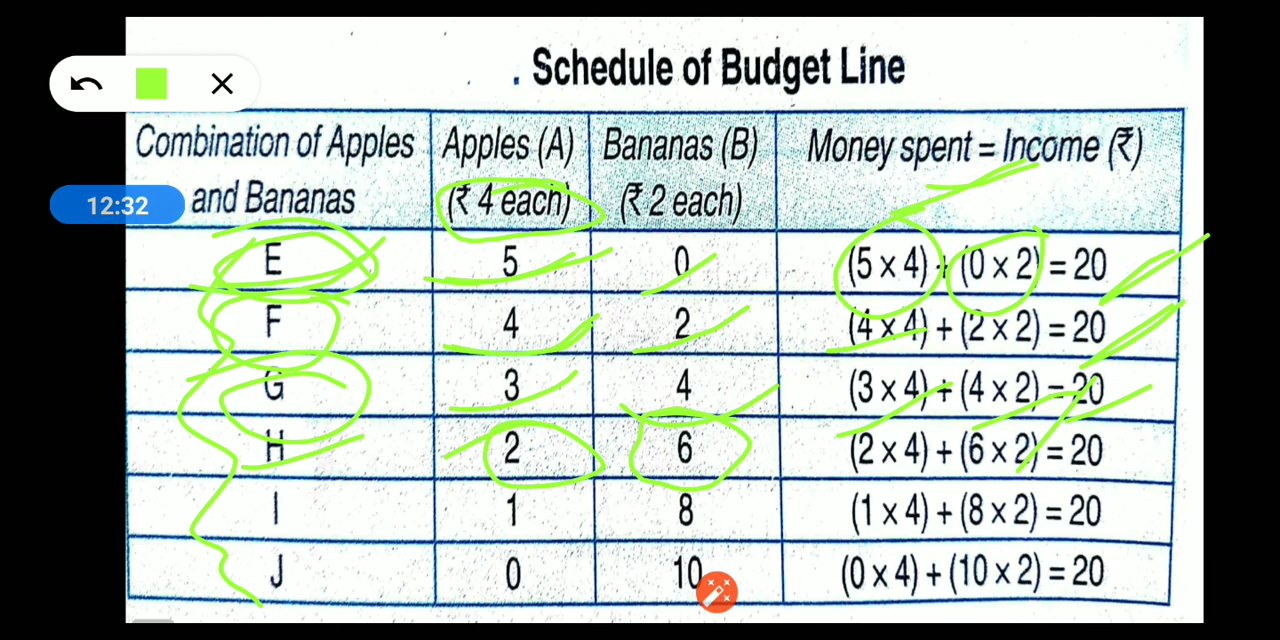 . Schedule of Budget Line
Combination of Apples and Bananas | Apples (A) (₹ 4 each) | Bananas (B) (₹ 2 each) | Money spent = Income (₹)
12:32
E | 5 | 0 | (5 × 4) + (0 × 2) = 20
F | 4 | 2 | (4 × 4) + (2 × 2) = 20
G | 3 | 4 | (3 × 4) + (4 × 2) = 20
H | 2 | 6 | (2 × 4) + (6 × 2) = 20
I | 1 | 8 | (1 × 4) + (8 × 2) = 20
J | 0 | 10 | (0 × 4) + (10 × 2) = 20